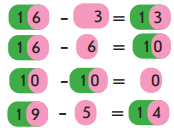 16 - 3 = 13
16 - 6 = 10
10 - 10 = 0
19 - 5 = 14